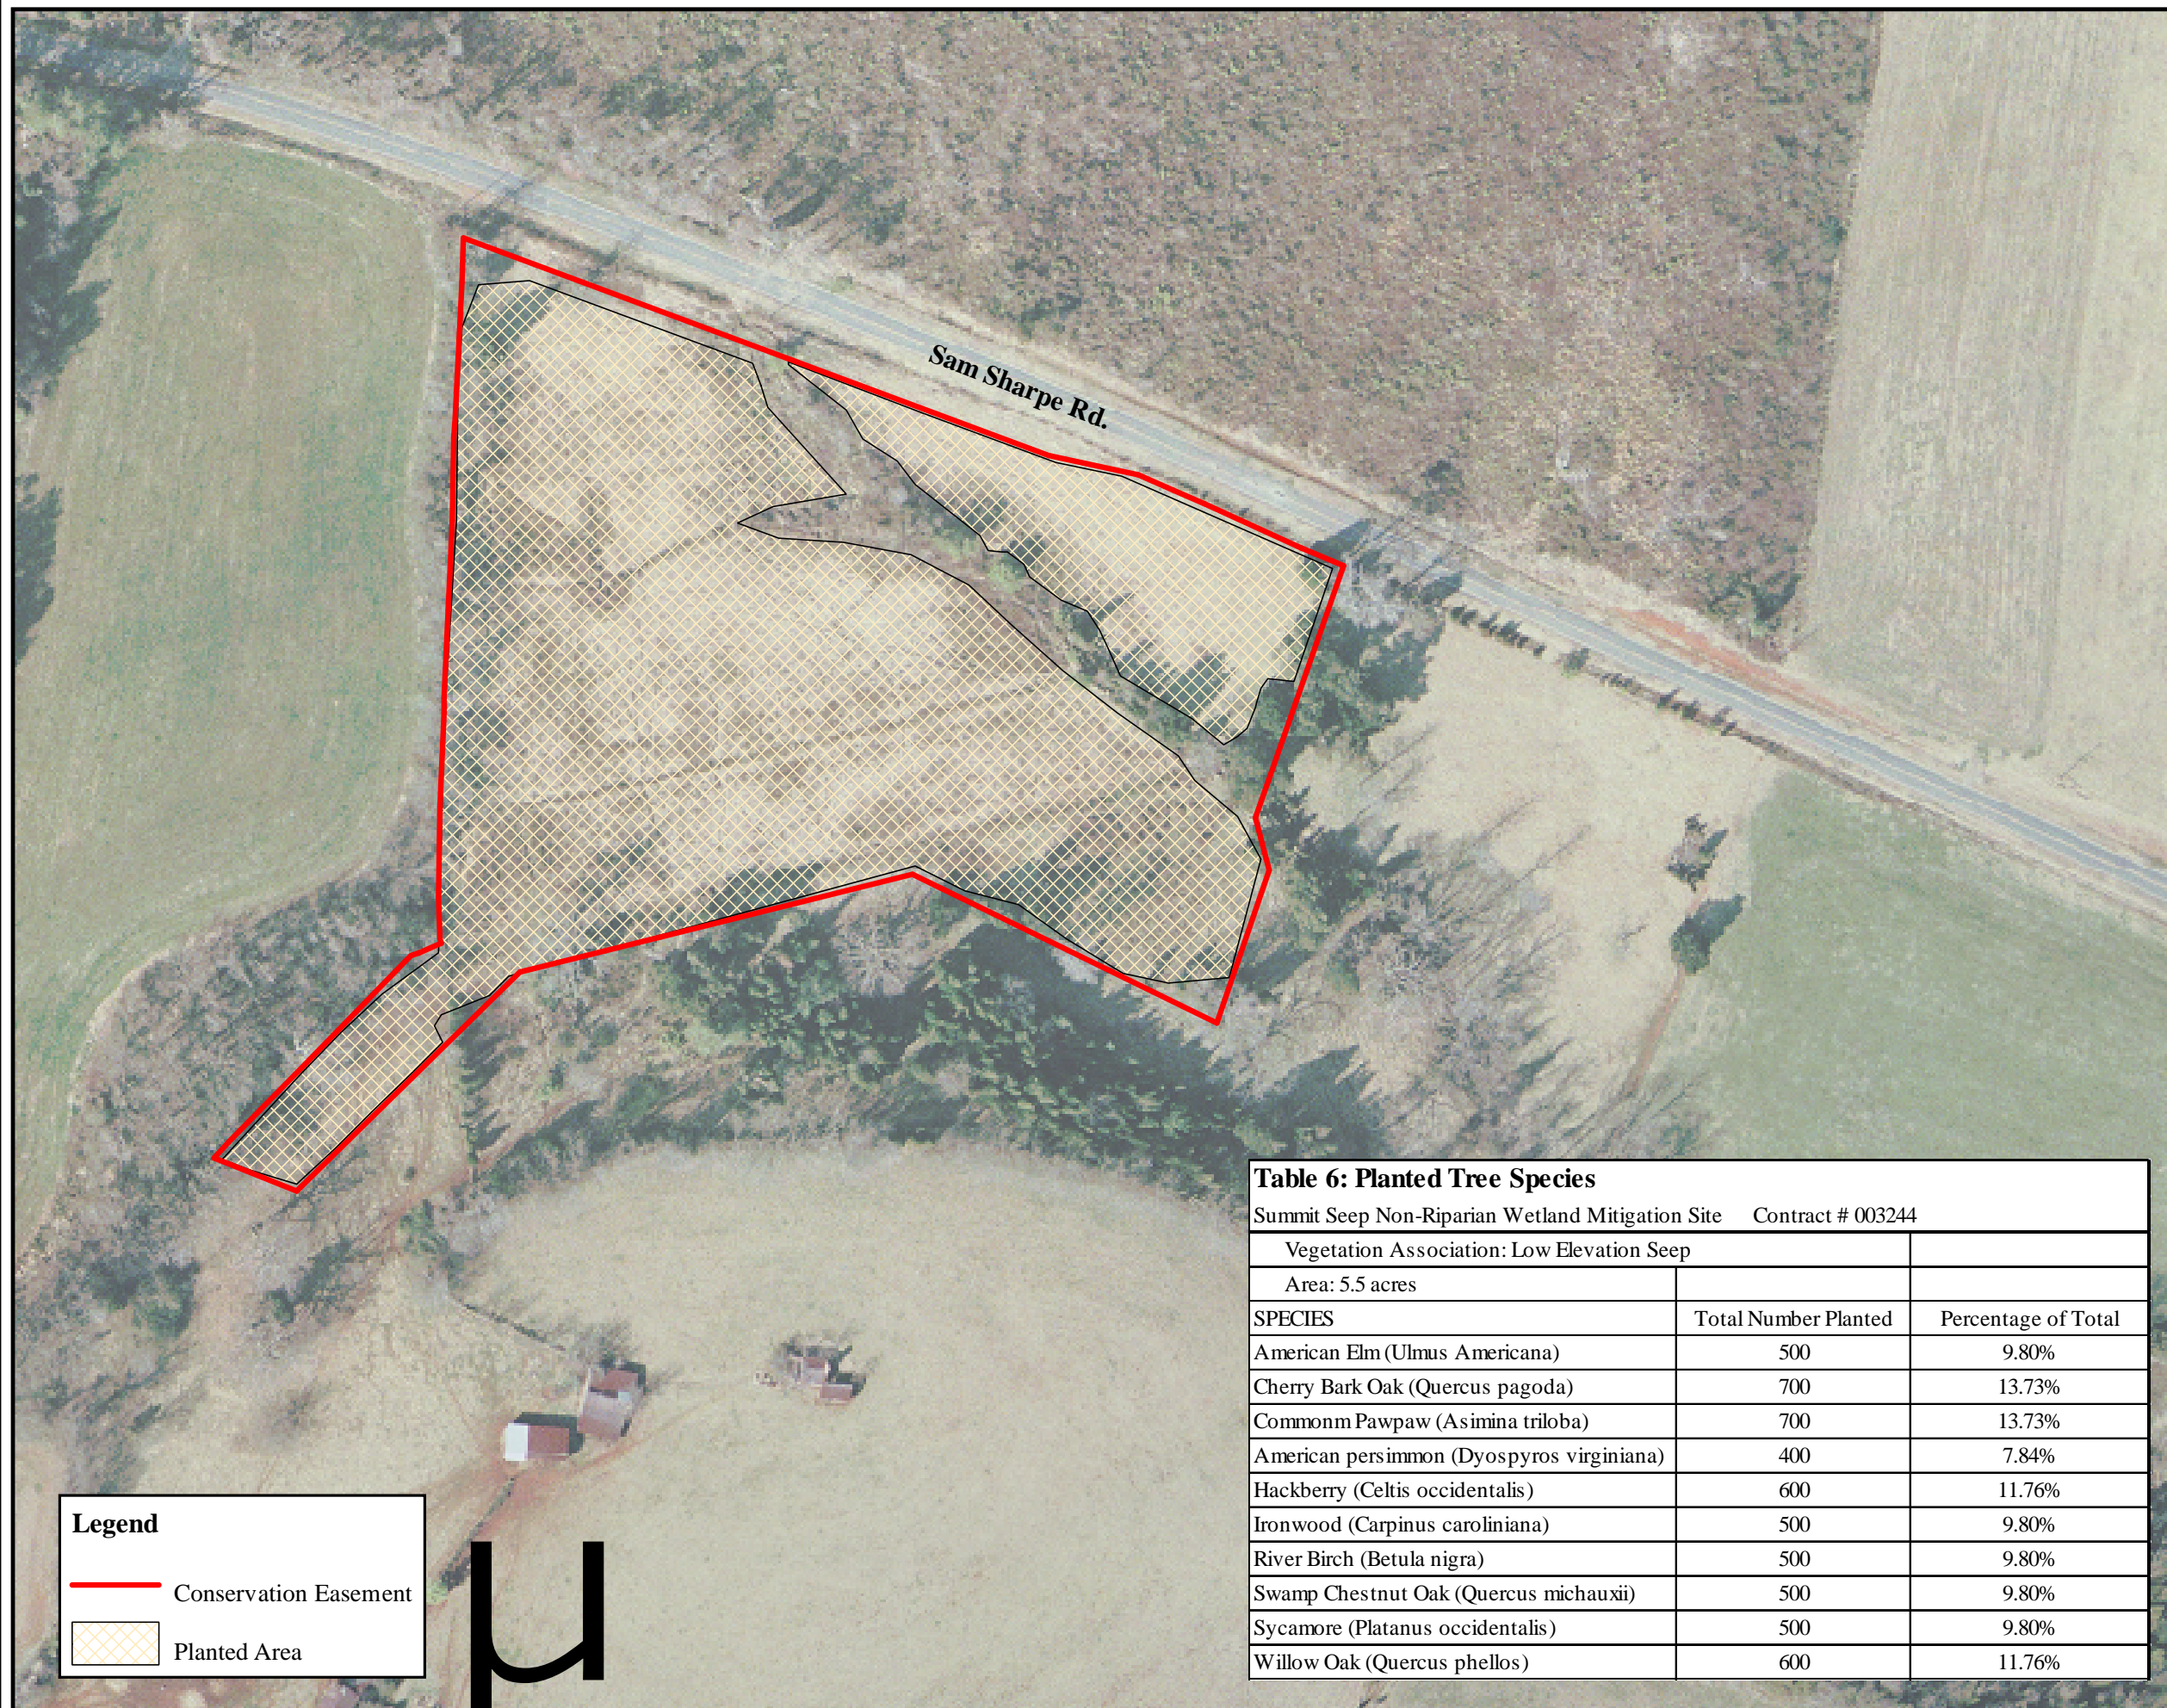 Sam Sharpe Rd.
Table 6: Planted Tree Species
Summit Seep Non-Riparian Wetland Mitigation Site Contract # 003244
Vegetation Association: Low Elevation Seep
Area: 5.5 acres
SPECIES Total Number Planted Percentage of Total
American Elm (Ulmus Americana) 500 9.80%
Cherry Bark Oak (Quercus pagoda) 700 13.73%
Commonm Pawpaw (Asimina triloba) 700 13.73%
American persimmon (Dyospyros virginiana) 400 7.84%
Hackberry (Celtis occidentalis) 600 11.76%
Ironwood (Carpinus caroliniana) 500 9.80%
River Birch (Betula nigra) 500 9.80%
Swamp Chestnut Oak (Quercus michauxii) 500 9.80%
Sycamore (Platanus occidentalis) 500 9.80%
Willow Oak (Quercus phellos) 600 11.76%
Legend
Conservation Easement
Planted Area
µ